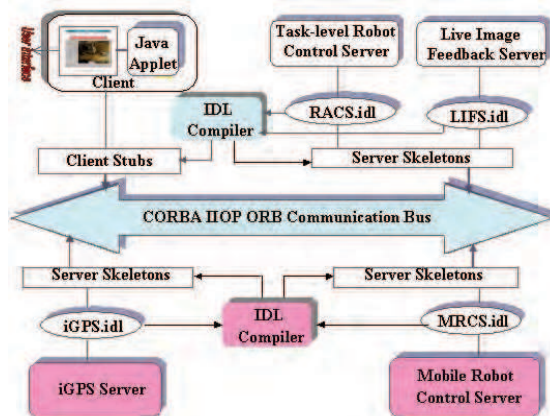 User Interface
Java
Applet
Client
Task-level Robot
Control Server
Live Image
Feedback Server
IDL
Compiler
RACS.idl
LIFS.idl
Client Stubs
Server Skeletons
CORBA IIOP ORB Communication Bus
Server Skeletons
Server Skeletons
iGPS.idl
IDL
Compiler
MRCS.idl
iGPS Server
Mobile Robot
Control Server